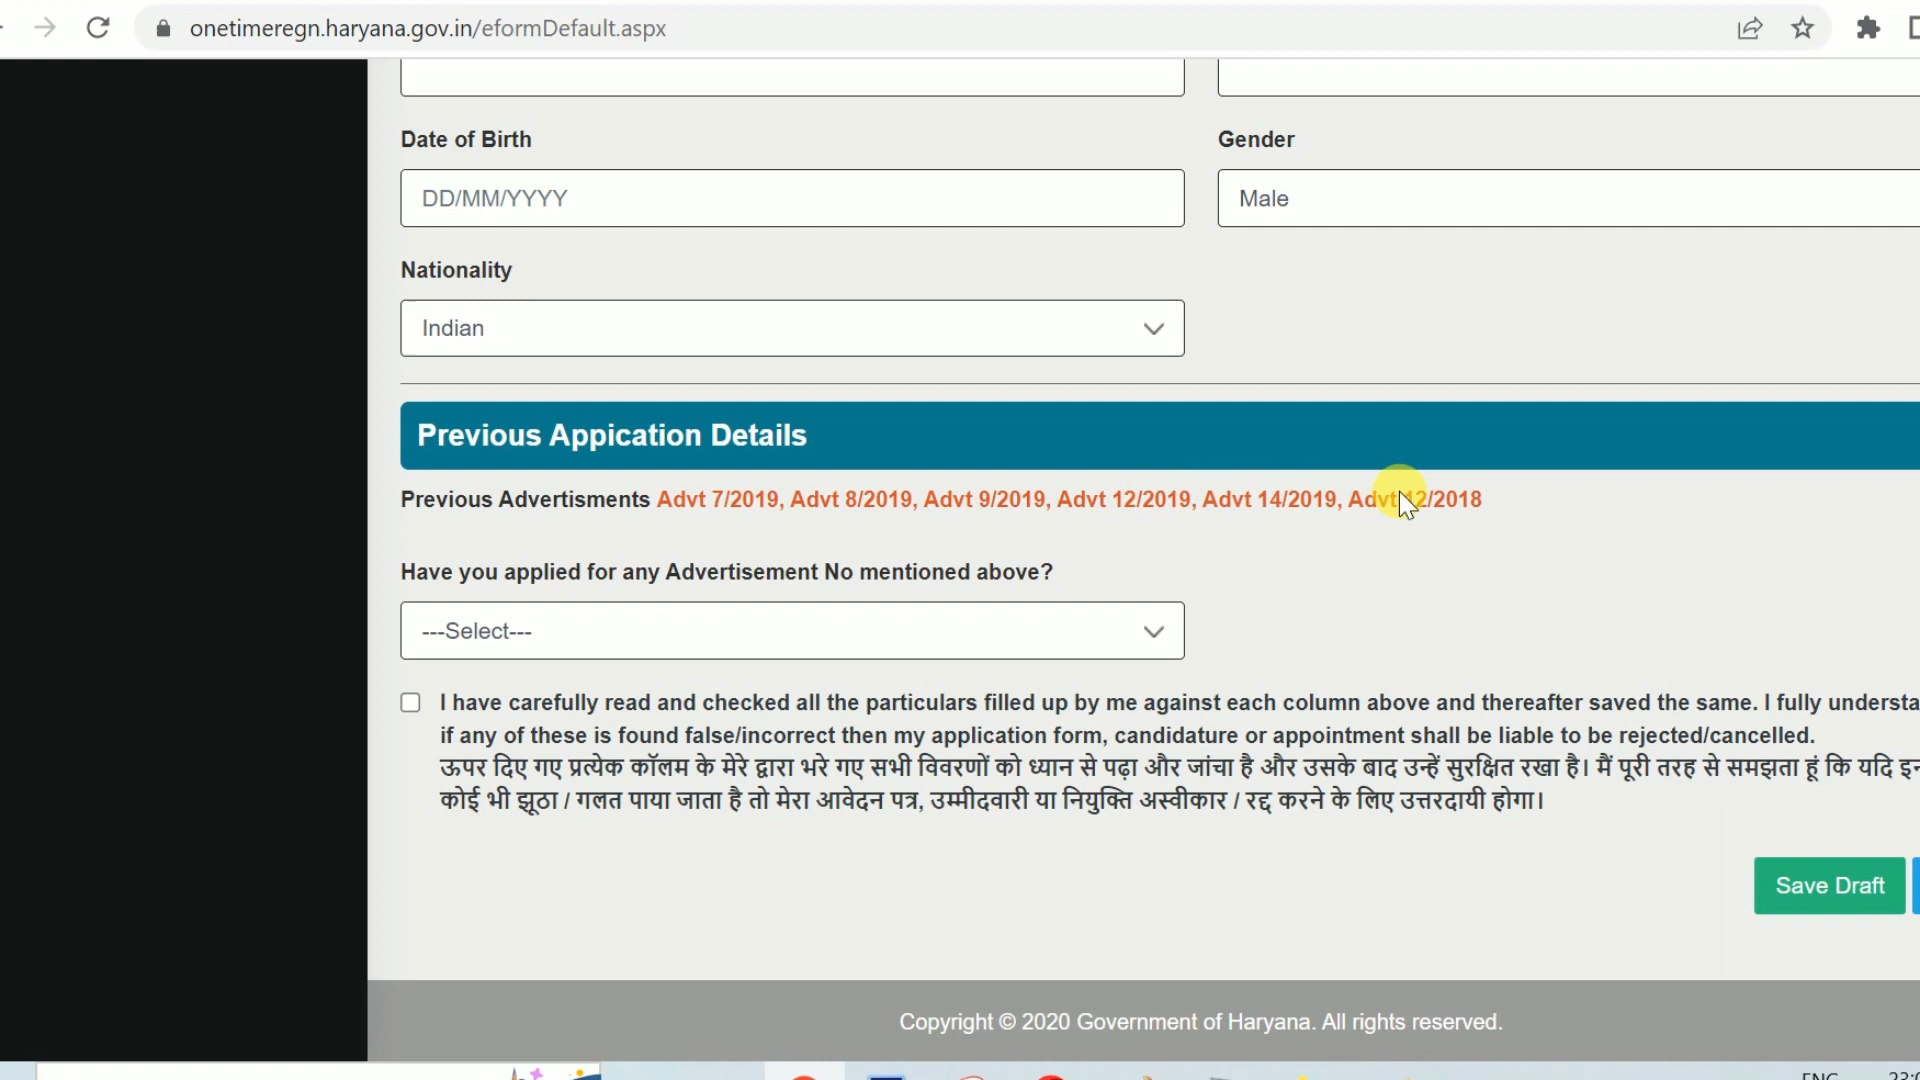 onetimeregn.haryana.gov.in/eformDefault.aspx
Date of Birth
Gender
DD/MM/YYYY
Male
Nationality
Indian
Previous Appication Details
Previous Advertisments Advt 7/2019, Advt 8/2019, Advt 9/2019, Advt 12/2019, Advt 14/2019, Advt 12/2018
Have you applied for any Advertisement No mentioned above?
---Select---
I have carefully read and checked all the particulars filled up by me against each column above and thereafter saved the same. I fully understa
if any of these is found false/incorrect then my application form, candidature or appointment shall be liable to be rejected/cancelled.
ऊपर दिए गए प्रत्येक कॉलम के मेरे द्वारा भरे गए सभी विवरणों को ध्यान से पढ़ा और जांचा है और उसके बाद उन्हें सुरक्षित रखा है। मैं पूरी तरह से समझता हूं कि यदि
कोई भी झूठा / गलत पाया जाता है तो मेरा आवेदन पत्र, उम्मीदवारी या नियुक्ति अस्वीकार / रद्द करने के लिए उत्तरदायी होगा।
Save Draft
Copyright © 2020 Government of Haryana. All rights reserved.
ENG